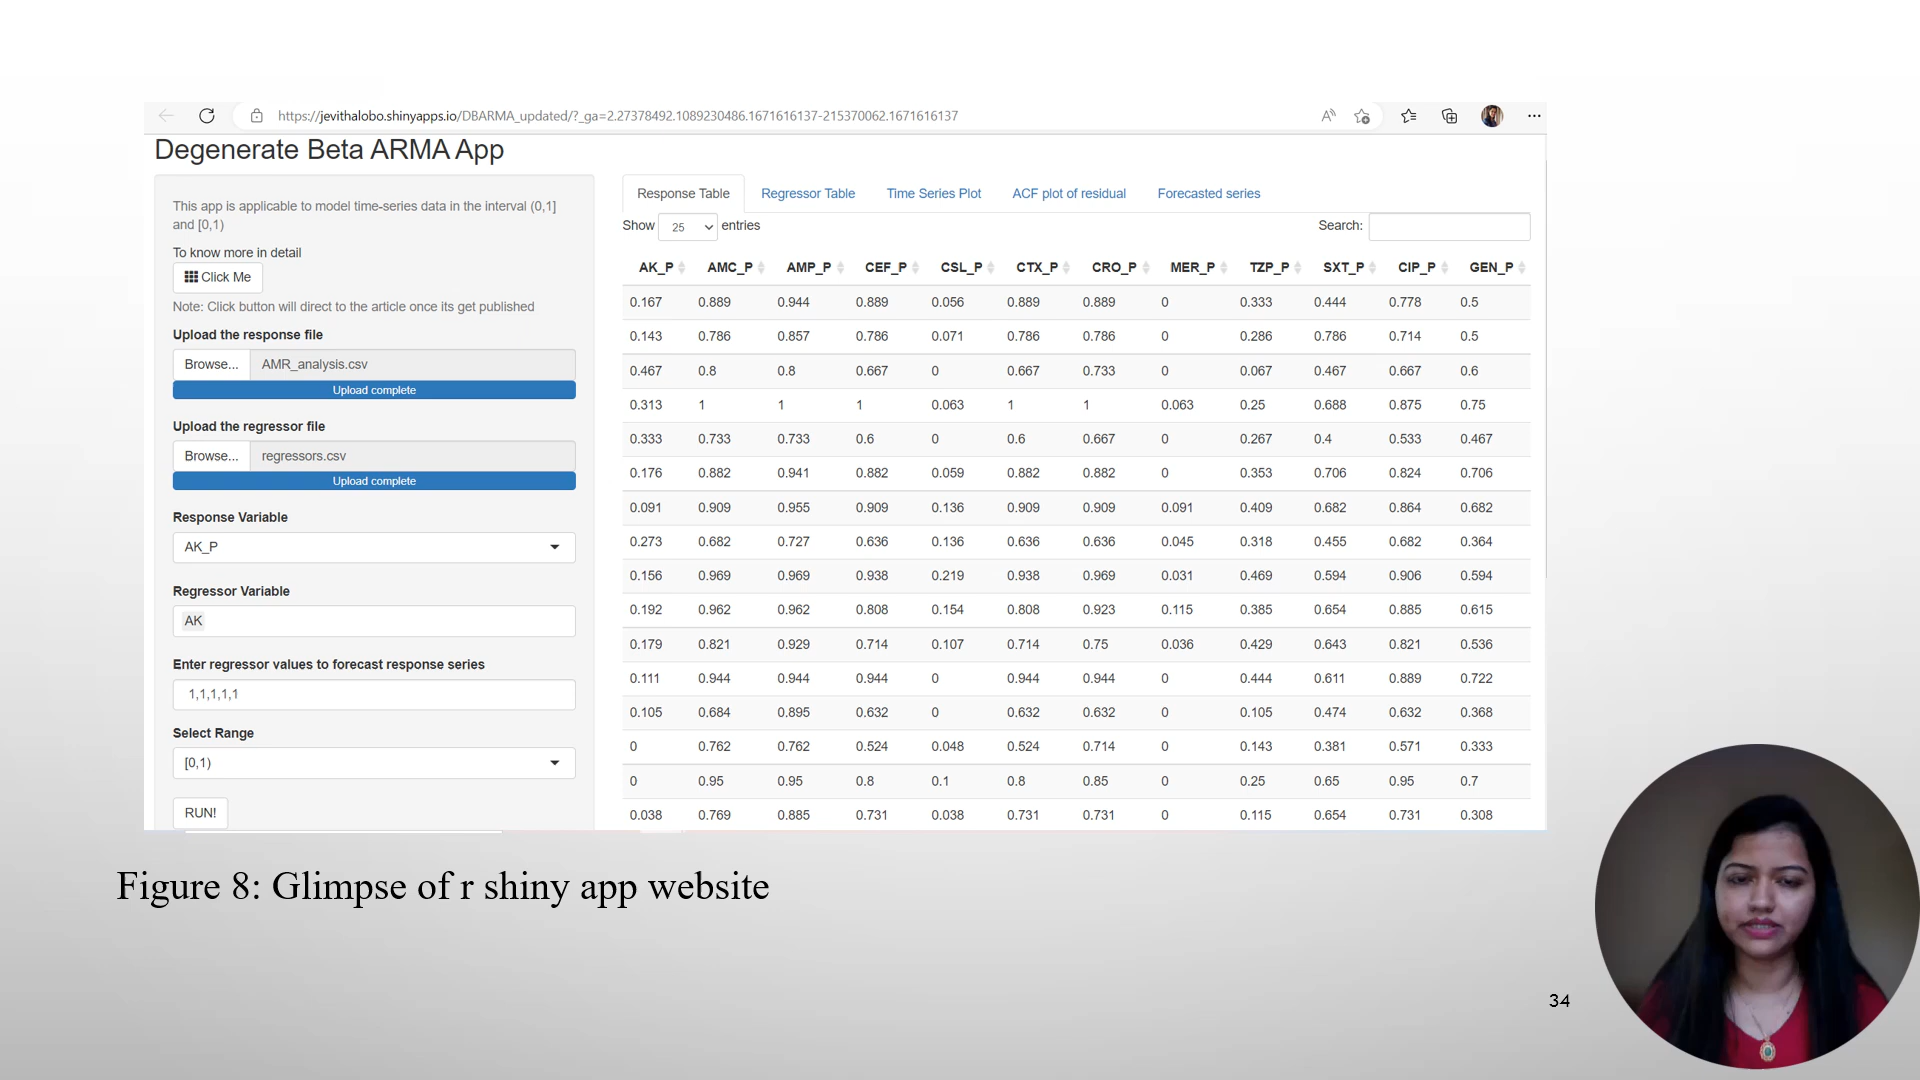 https://jevithalobo.shinyapps.io/DBARMA_updated/?_ga=2.27378492.1089230486.1671616137-215370062.1671616137
Degenerate Beta ARMA App
This app is applicable to model time-series data in the interval (0,1]
and [0,1)
To know more in detail
Click Me
Note: Click button will direct to the article once its get published
Upload the response file
Browse... AMR_analysis.csv
Upload complete
Upload the regressor file
Browse... regressors.csv
Upload complete
Response Variable
AK_P
Regressor Variable
AK
Enter regressor values to forecast response series
1,1,1,1,1
Select Range
[0,1)
RUN!
Response Table Regressor Table Time Series Plot ACF plot of residual Forecasted series
Show 25 entries Search:
AK_P AMC_P AMP_P CEF_P CSL_P CTX_P CRO_P MER_P TZP_P SXT_P CIP_P GEN_P
0.167 0.889 0.944 0.889 0.056 0.889 0.889 0 0.333 0.444 0.778 0.5
0.143 0.786 0.857 0.786 0.071 0.786 0.786 0 0.286 0.786 0.714 0.5
0.467 0.8 0.8 0.667 0 0.667 0.733 0 0.067 0.467 0.667 0.6
0.313 1 1 1 0.063 1 1 0.063 0.25 0.688 0.875 0.75
0.333 0.733 0.733 0.6 0 0.6 0.667 0 0.267 0.4 0.533 0.467
0.176 0.882 0.941 0.882 0.059 0.882 0.882 0 0.353 0.706 0.824 0.706
0.091 0.909 0.955 0.909 0.136 0.909 0.909 0.091 0.409 0.682 0.864 0.682
0.273 0.682 0.727 0.636 0.136 0.636 0.636 0.045 0.318 0.455 0.682 0.364
0.156 0.969 0.969 0.938 0.219 0.938 0.969 0.031 0.469 0.594 0.906 0.594
0.192 0.962 0.962 0.808 0.154 0.808 0.923 0.115 0.385 0.654 0.885 0.615
0.179 0.821 0.929 0.714 0.107 0.714 0.75 0.036 0.429 0.643 0.821 0.536
0.111 0.944 0.944 0.944 0 0.944 0.944 0 0.444 0.611 0.889 0.722
0.105 0.684 0.895 0.632 0 0.632 0.632 0 0.105 0.474 0.632 0.368
0 0.762 0.762 0.524 0.048 0.524 0.714 0 0.143 0.381 0.571 0.333
0 0.95 0.95 0.8 0.1 0.8 0.85 0 0.25 0.65 0.95 0.7
0.038 0.769 0.885 0.731 0.038 0.731 0.731 0 0.115 0.654 0.731 0.308
Figure 8: Glimpse of r shiny app website
34